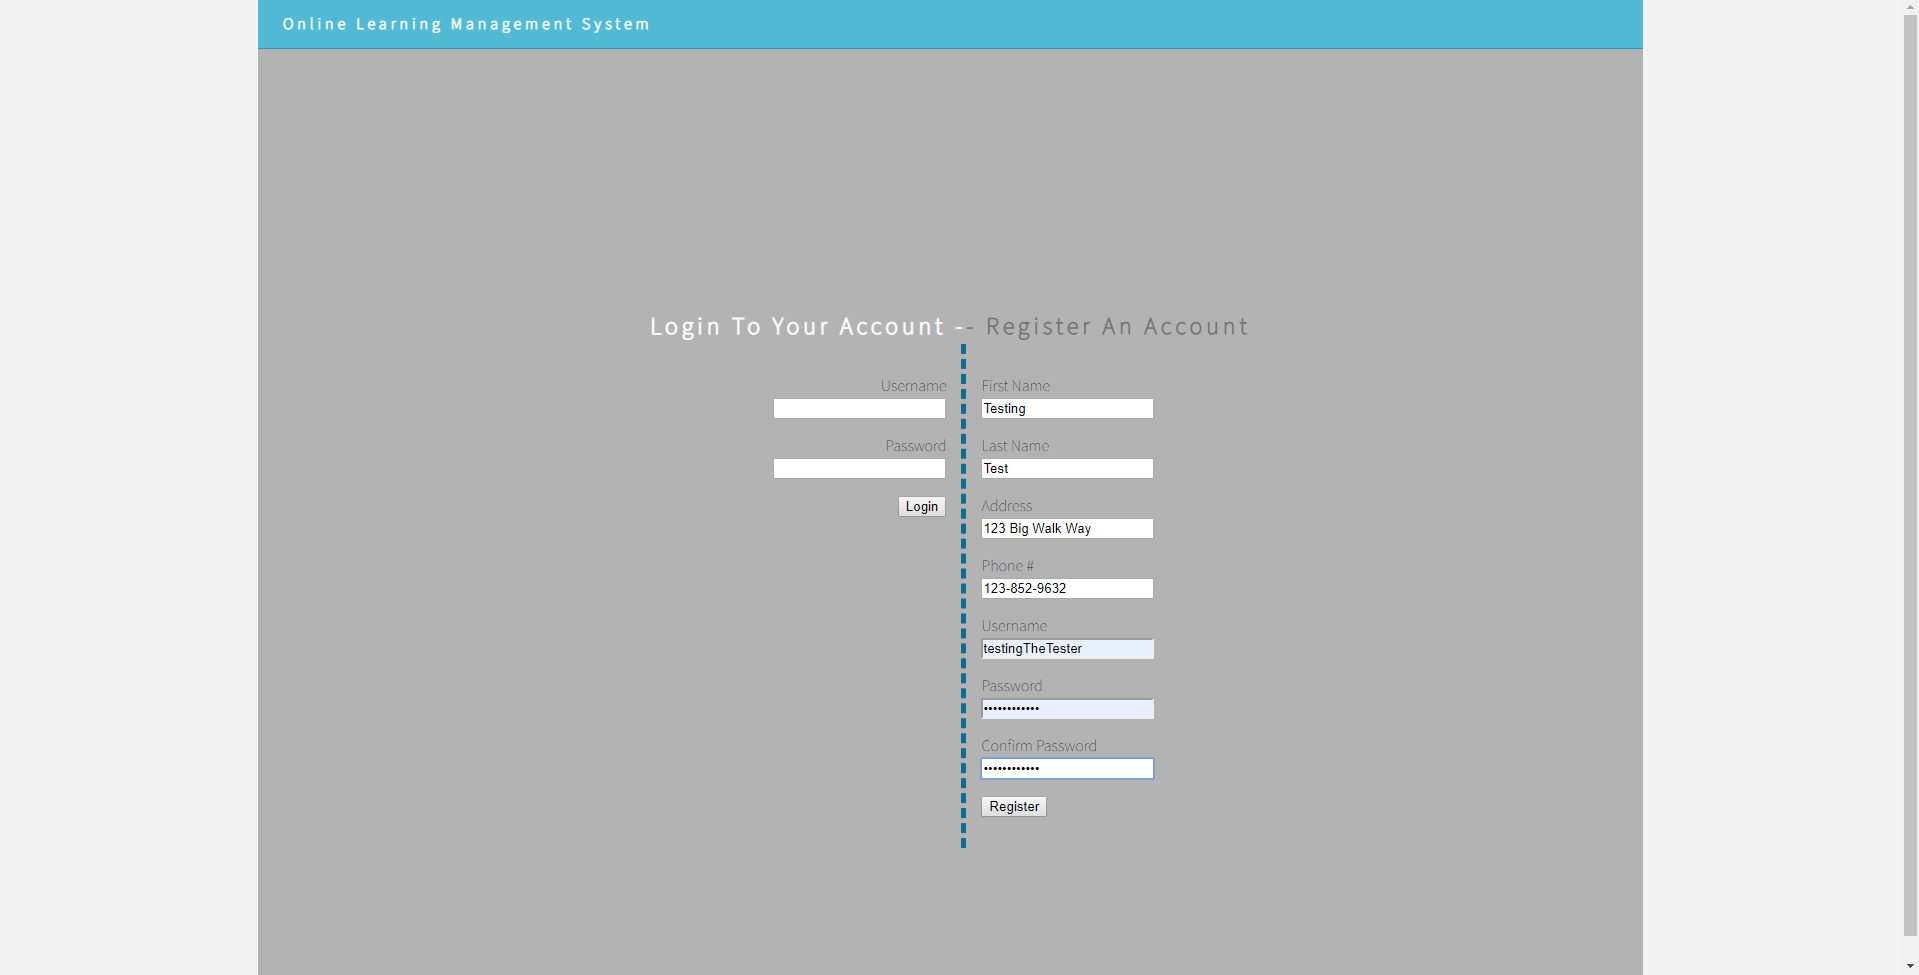 Online Learning Management System
Login To Your Account -- Register An Account
Username
Password
Login
First Name
Testing
Last Name
Test
Address
123 Big Walk Way
Phone #
123-852-9632
Username
testingTheTester
Password
••••••••••••
Confirm Password
••••••••••••
Register